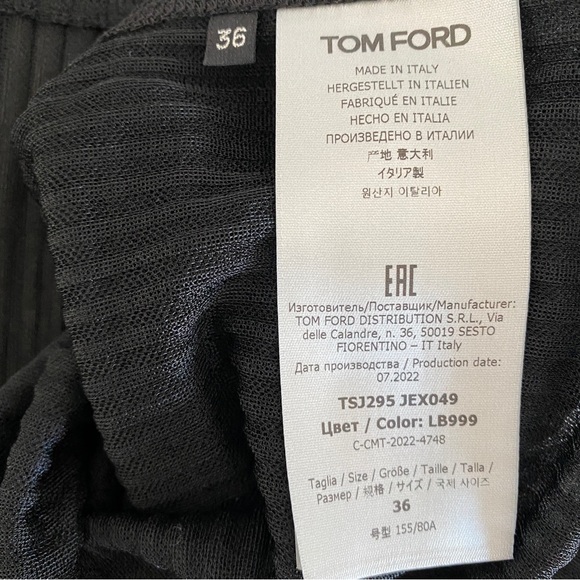 36
TOM FORD
MADE IN ITALY
HERGESTELLT IN ITALIEN
FABRIQUÉ EN ITALIE
HECHO EN ITALIA
ПРОИЗВЕДЕНО В ИТАЛИИ
产地 意大利
イタリア製
원산지 이탈리아
EAC
Изготовитель/Поставщик/Manufacturer:
TOM FORD DISTRIBUTION S.R.L., Via
delle Calandre, n. 36, 50019 SESTO
FIORENTINO – IT Italy
Дата производства / Production date:
07.2022
TSJ295 JEX049
Цвет / Color: LB999
C-CMT-2022-4748
Taglia / Size / Größe / Taille / Talla /
Размер / 规格 / サイズ / 국제 사이즈
36
号型 155/80A